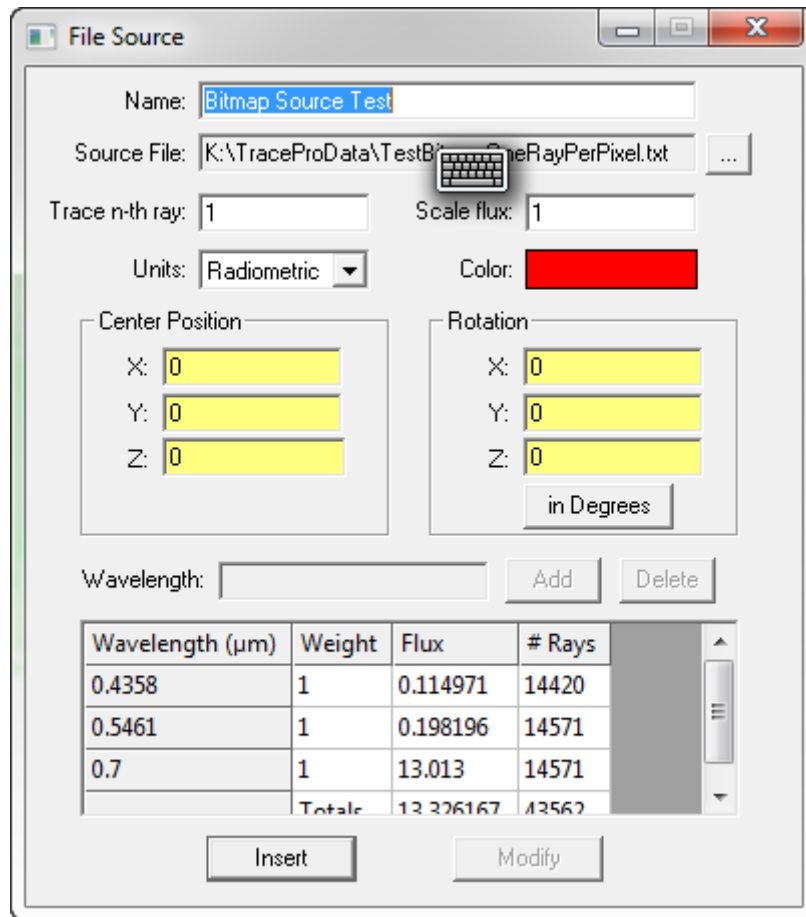 File Source
Name: Bitmap Source Test
Source File: K:\TraceProData\TestBi OneRayPerPixel.txt ...
Trace n-th ray: 1 Scale flux: 1
Units: Radiometric Color:
Center Position Rotation
X: 0 X: 0
Y: 0 Y: 0
Z: 0 Z: 0
in Degrees
Wavelength: Add Delete
Wavelength (µm) Weight Flux # Rays
0.4358 1 0.114971 14420
0.5461 1 0.198196 14571
0.7 1 13.013 14571
Totals 13.326167 43562
Insert Modify